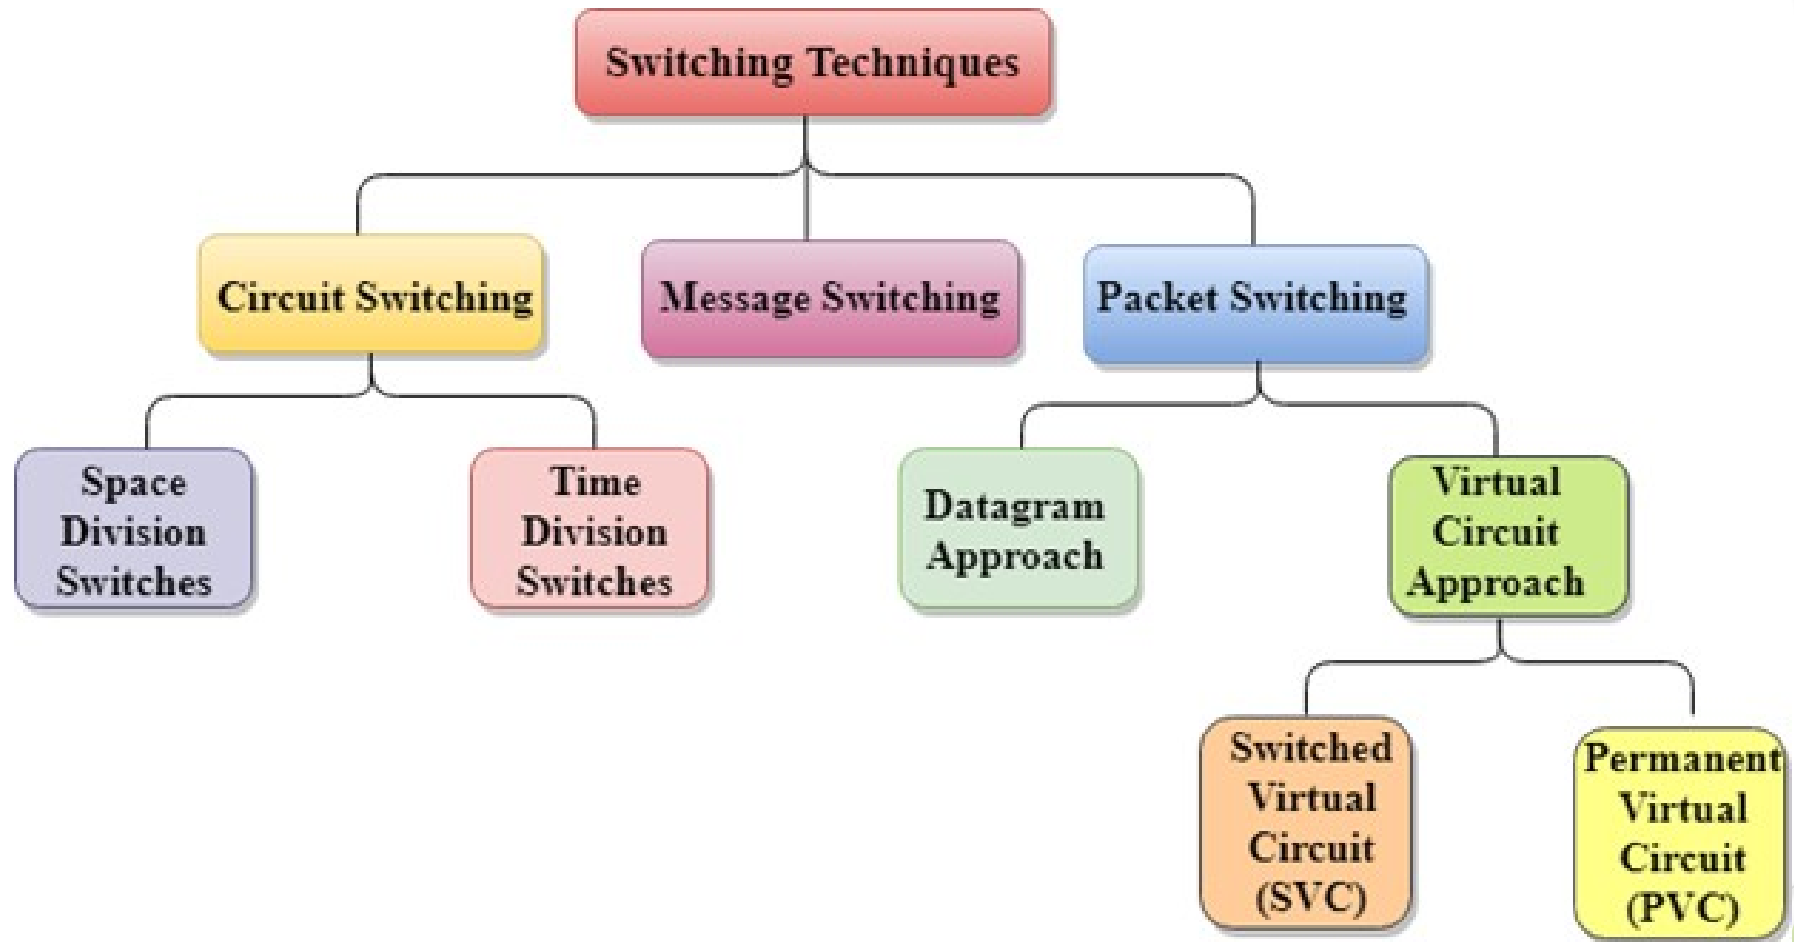 Switching Techniques
Circuit Switching
Message Switching
Packet Switching
Space
Division
Switches
Time
Division
Switches
Datagram
Approach
Virtual
Circuit
Approach
Switched
Virtual
Circuit
(SVC)
Permanent
Virtual
Circuit
(PVC)